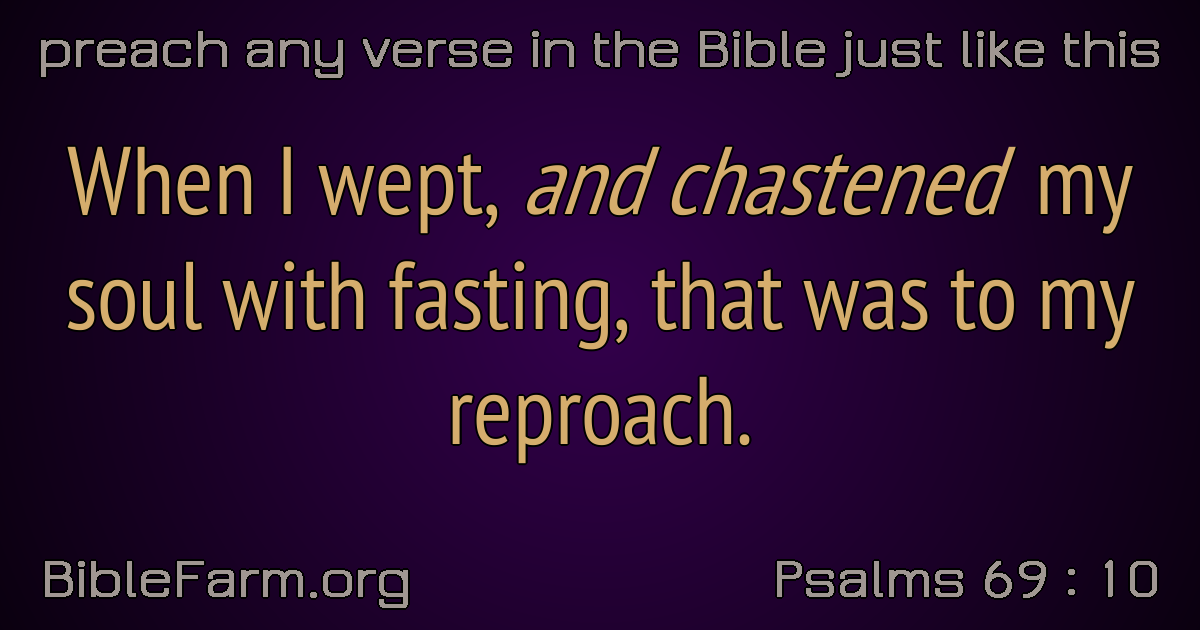 preach any verse in the Bible just like this
When I wept, and chastened my
soul with fasting, that was to my
reproach.
BibleFarm.org
Psalms 69 : 10